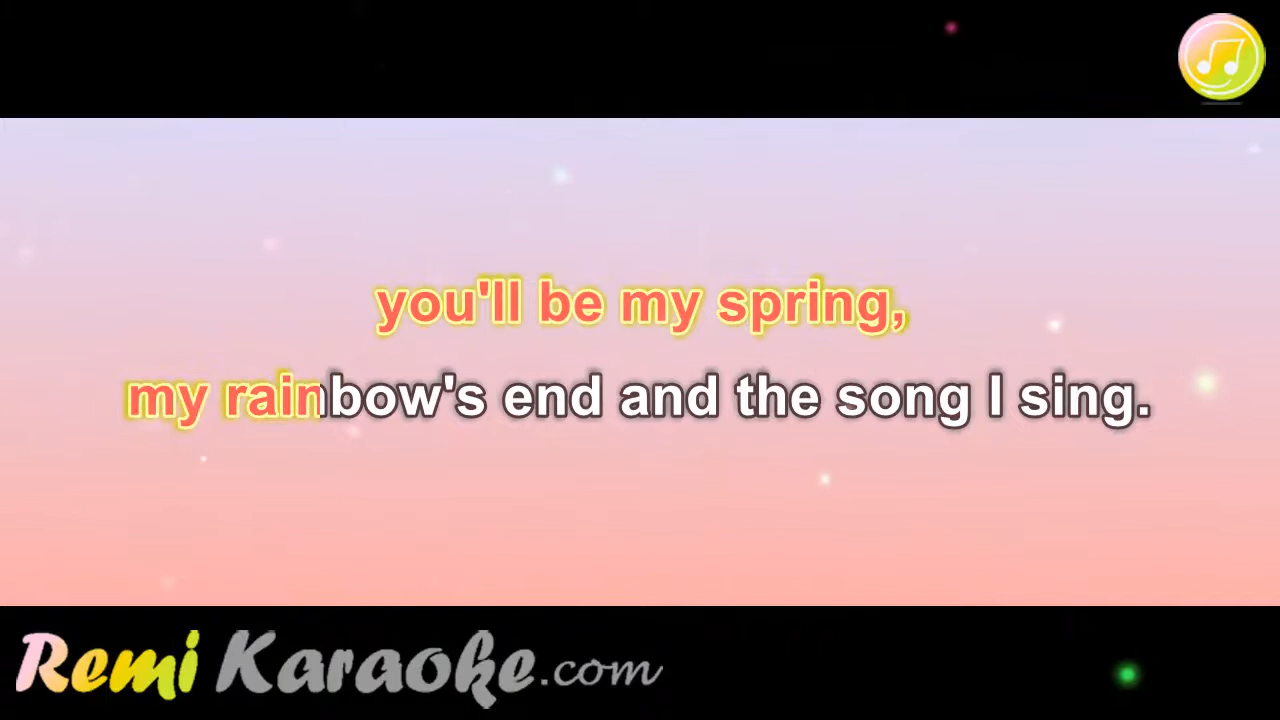 you'll be my spring,
my rainbow's end and the song I sing.
Remi Karaoke.com